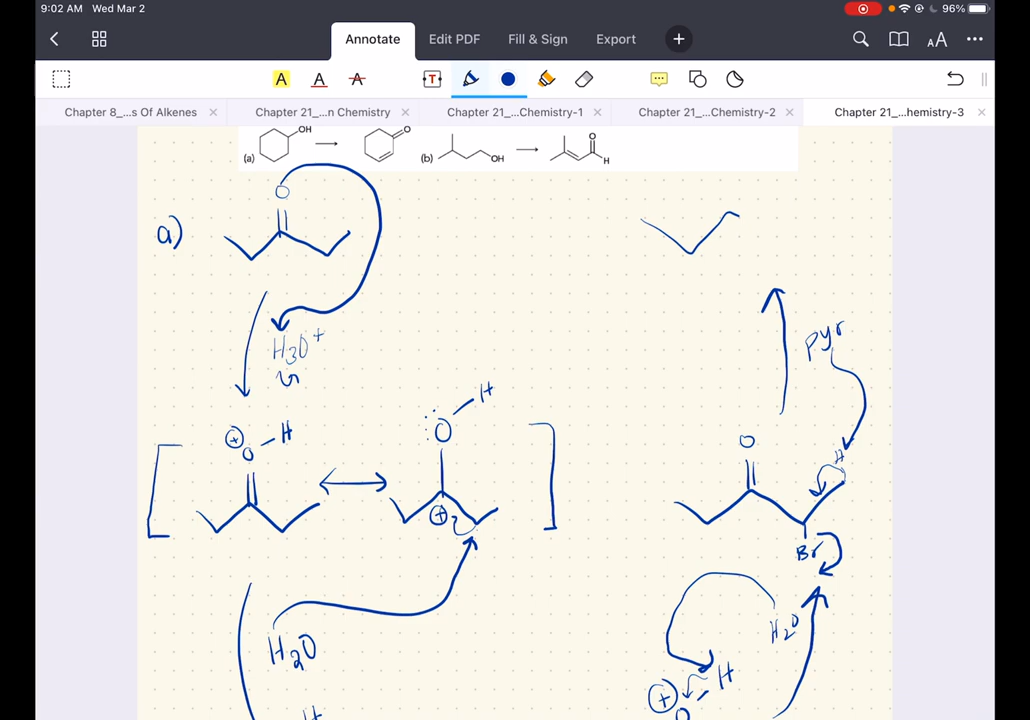 9:02 AM Wed Mar 2
96%
Annotate
Edit PDF
Fill & Sign
Export
AA
A A A T
Chapter 8_...s Of Alkenes
Chapter 21_...n Chemistry
Chapter 21_...Chemistry-1
Chapter 21_...Chemistry-2
Chapter 21_...hemistry-3
(a) OH O (b) OH O H
a)
O
H3O+
Pyr
H
O
H
O
O
H
Br
H2O
H2O
H
H
O